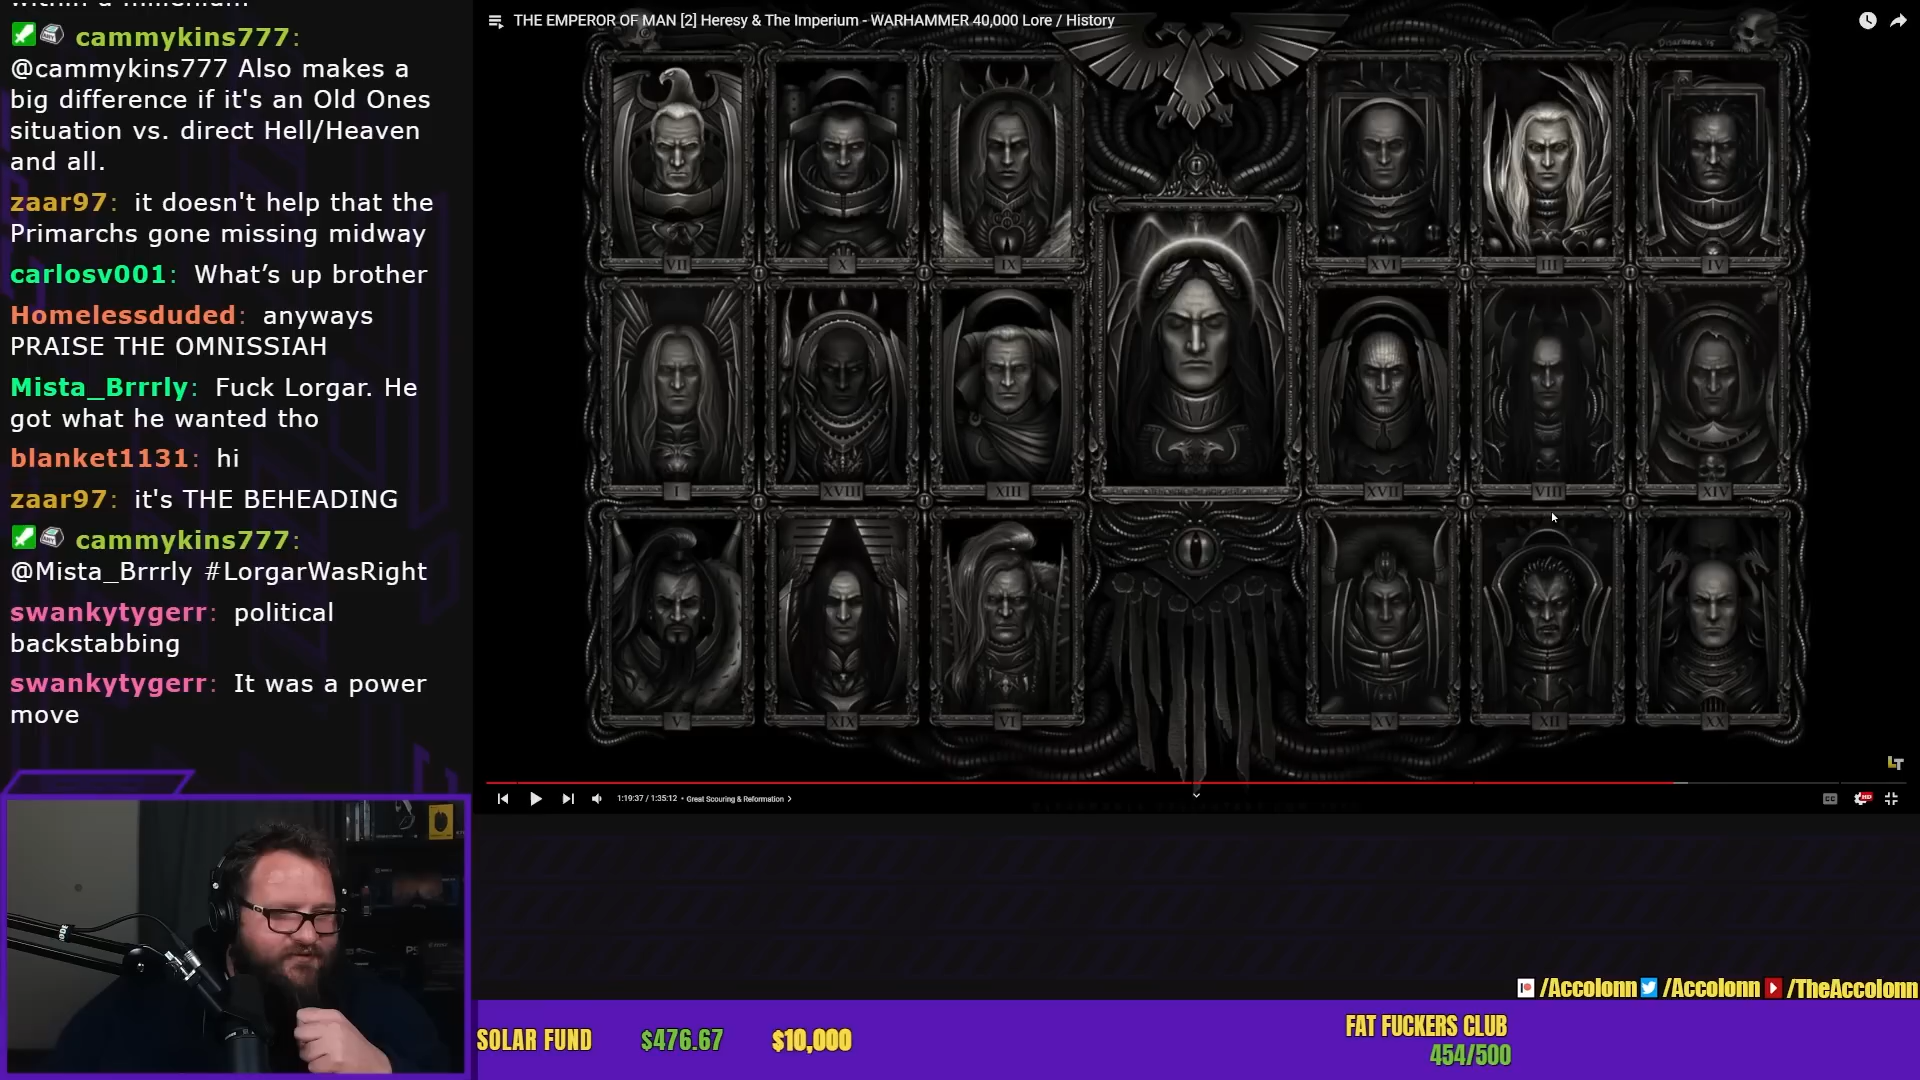 cammykins777:
@cammykins777 Also makes a
big difference if it's an Old Ones
situation vs. direct Hell/Heaven
and all.
zaar97: it doesn't help that the
Primarchs gone missing midway
carlosv001: What’s up brother
Homelessduded: anyways
PRAISE THE OMNISSIAH
Mista_Brrrly: Fuck Lorgar. He
got what he wanted tho
blanket1131: hi
zaar97: it's THE BEHEADING
cammykins777:
@Mista_Brrrly #LorgarWasRight
swankytygerr: political
backstabbing
swankytygerr: It was a power
move
THE EMPEROR OF MAN [2] Heresy & The Imperium - WARHAMMER 40,000 Lore / History
VII
X
IX
XVI
III
IV
I
XVIII
XIII
XVII
VIII
XIV
V
XIX
VI
XV
XII
XX
LT
1:19:37 / 1:35:12 • Great Scouring & Reformation >
CC
HD
/Accolonn /Accolonn /TheAccolonn
SOLAR FUND $476.67 $10,000
FAT FUCKERS CLUB
454/500